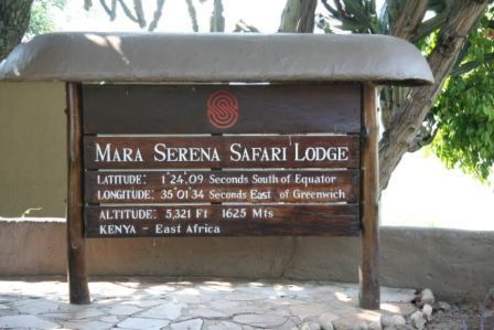 MARA SERENA SAFARI LODGE
LATITUDE: 1°24'.09 Seconds South of Equator
LONGITUDE: 35°01'34 Seconds East of Greenwich
ALTITUDE: 5,321 Ft 1625 Mts
KENYA - East Africa